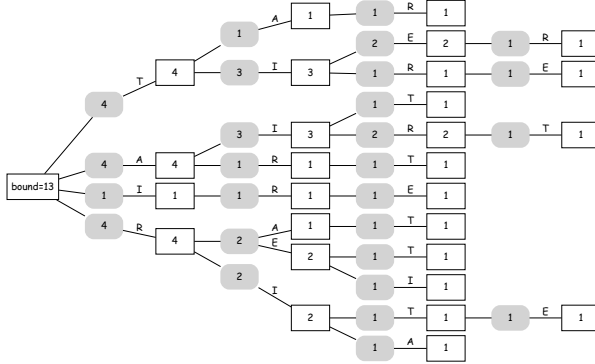 A 1 1 R 1
1 2 E 2 1 R 1
T 4 3 I 3 1 R 1 1 E 1
4 1 T 1
3 I 3 2 R 2 1 T 1
4 A 4 1 R 1 1 T 1
bound=13 1 I 1 1 R 1 1 E 1
4 R 4 2 A 1 1 T 1
E 2 1 T 1
2 1 I 1
I 2 1 T 1 1 E 1
1 A 1